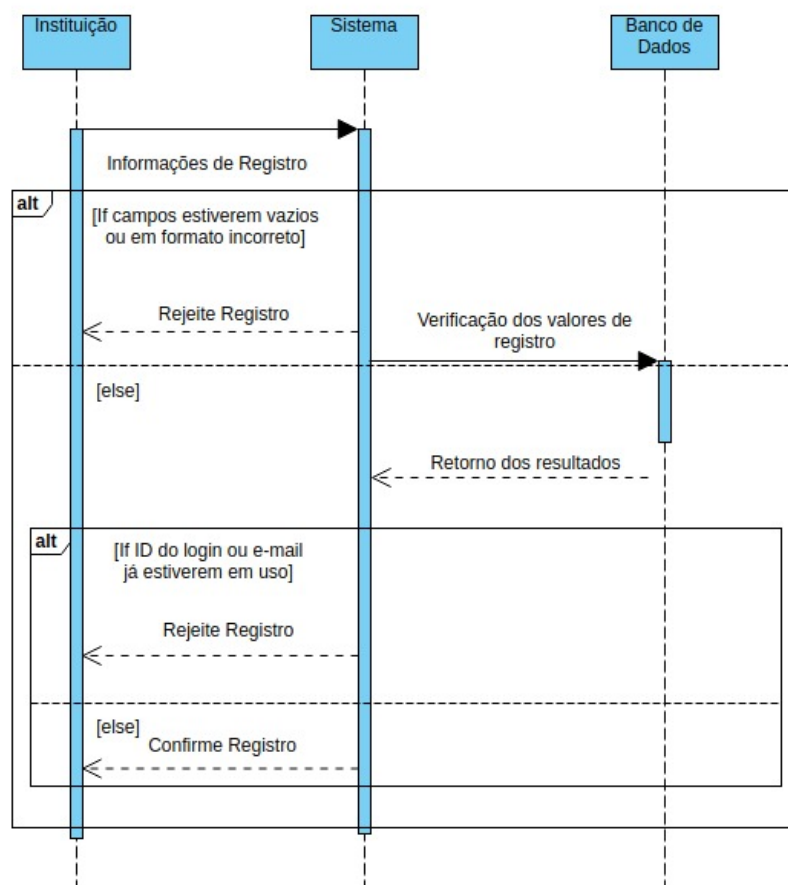 Instituição
Sistema
Banco de
Dados
Informações de Registro
alt
[If campos estiverem vazios
ou em formato incorreto]
Rejeite Registro
Verificação dos valores de
registro
[else]
Retorno dos resultados
alt
[If ID do login ou e-mail
já estiverem em uso]
Rejeite Registro
[else]
Confirme Registro